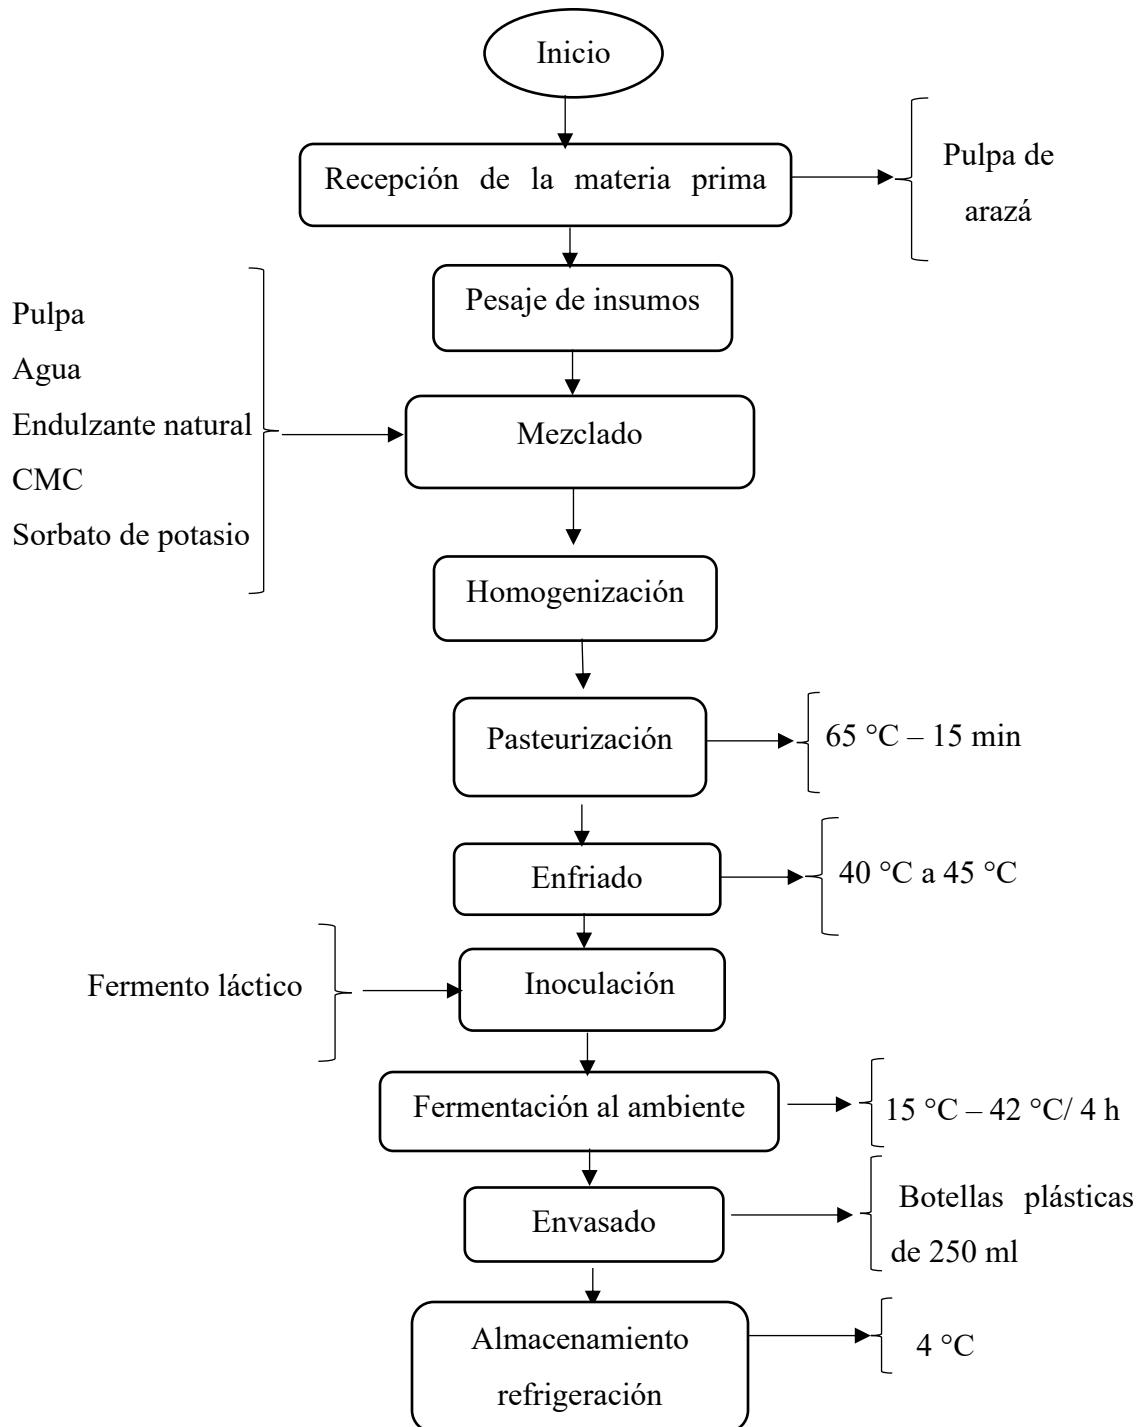 Inicio
Recepción de la materia prima
Pulpa de
arazá
Pesaje de insumos
Pulpa
Agua
Endulzante natural
CMC
Sorbato de potasio
Mezclado
Homogenización
Pasteurización
65 °C – 15 min
Enfriado
40 °C a 45 °C
Fermento láctico
Inoculación
Fermentación al ambiente
15 °C – 42 °C/ 4 h
Envasado
Botellas plásticas
de 250 ml
Almacenamiento
refrigeración
4 °C